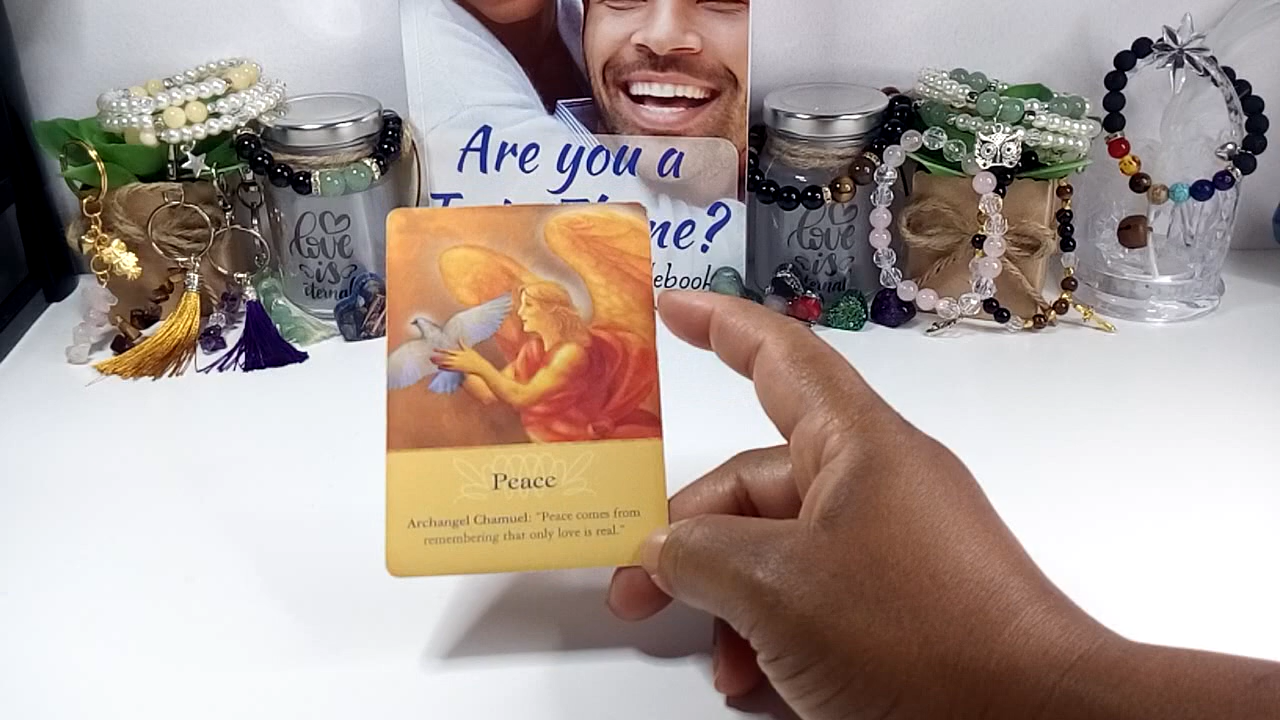 Are you a
ne?
ebook
love
is
eternal
love
is
eternal
Peace
Archangel Chamuel: "Peace comes from
remembering that only love is real."